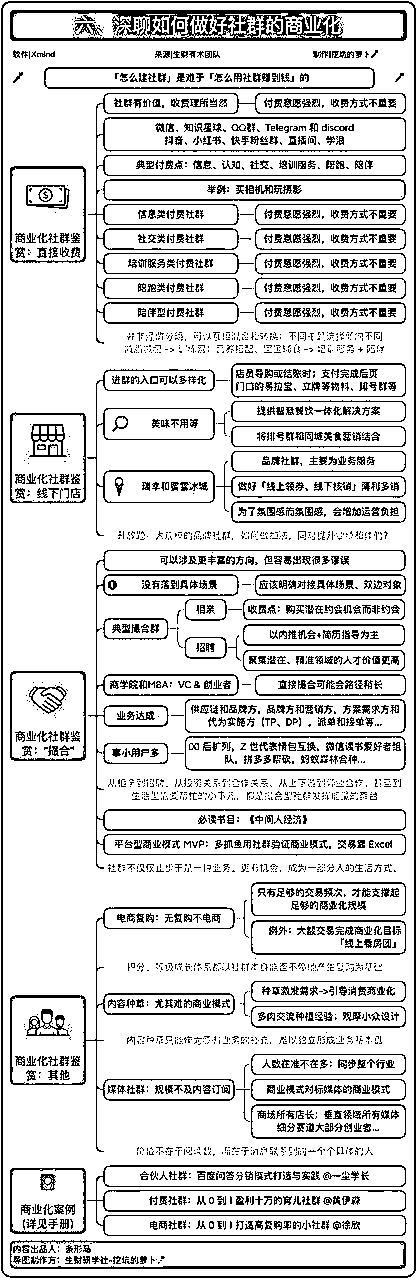 深聊如何做好社群的商业化
软件|Xmind
来源|生财有术团队
制作|挖坑的萝卜
「怎么建社群」是难于「怎么用社群赚到钱」的
商业化社群鉴
赏：直接收费
社群有价值，收费理所当然
付费意愿强烈，收费方式不重要
微信、知识星球、QQ群、Telegram 和 discord
抖音、小红书、快手粉丝群、直播间、学浪
典型付费点：信息、认知、社交、培训服务、陪跑、陪伴
举例：买相机和玩摄影
信息类付费社群
付费意愿强烈，收费方式不重要
社交类付费社群
付费意愿强烈，收费方式不重要
培训服务类付费社群
付费意愿强烈，收费方式不重要
陪跑类付费社群
付费意愿强烈，收费方式不重要
陪伴型付费社群
付费意愿强烈，收费方式不重要
商业化社群鉴
赏：线下门店
进群的入口可以多样化
店员导购或结账时；支付完成后页
门口的易拉宝、立牌等物料、排号群等
美味不用等
提供智慧餐饮一体化解决方案
将排号群和同城美食营销结合
瑞幸和蜜雪冰城
品牌社群，主要为业务服务
做好「线上领券、线下核销」薄利多销
为了氛围感而氛围感，会增加运营负担
商业化社群鉴
赏：“撮合”
可以涉及更丰富的方向，但容易出现很多谬误
没有落到具体场景
应该明确对接具体场景、双边对象
典型撮合群
相亲
收费点：购买潜在约会机会而非约会
招聘
以内推机会+简历指导为主
聚集潜在、精准领域的人才价值更高
商学院和MBA：VC & 创业者
直接撮合可能会路径稍长
业务达成
供应链和品牌方，品牌方和营销方，方案需求方和
代为实施方（TP、DP），派单和接单等...
事小用户多
00 后扩列，Z 世代表情包互换，微信读书爱好者组
队，拼多多帮砍，蚂蚁森林合种...
必读书目：《中间人经济》
平台型商业模式 MVP：多抓鱼用社群验证商业模式，交易靠 Excel
社群不仅仅止步于是一种业务，更有机会，成为一部分人的生活方式。
商业化社群鉴
赏：其他
电商复购：无复购不电商
只有足够的交易频次，才能支撑起
足够的商业化规模
例外：大额交易完成商业化目标
「线上看房团」
内容种草：尤其难的商业模式
种草激发需求->引导消费商业化
多肉交流种植经验；观摩小众设计
媒体社群：规模不及内容订阅
人数在准不在多：同步整个行业
商业模式对标媒体的商业模式
商场所有店长；垂直领域所有媒体
细分赛道大部分创业者...
商业化案例
（详见手册）
合伙人社群：百度问答分销模式打造与实践 @一尘学长
付费社群：从 0 到 1 盈利十万的育儿社群 @黄伊森
电商社群：从 0 到 1 打造高复购率的小社群 @徐欣
内容出品人：条形马
导图制作方：生财研学社-挖坑的萝卜